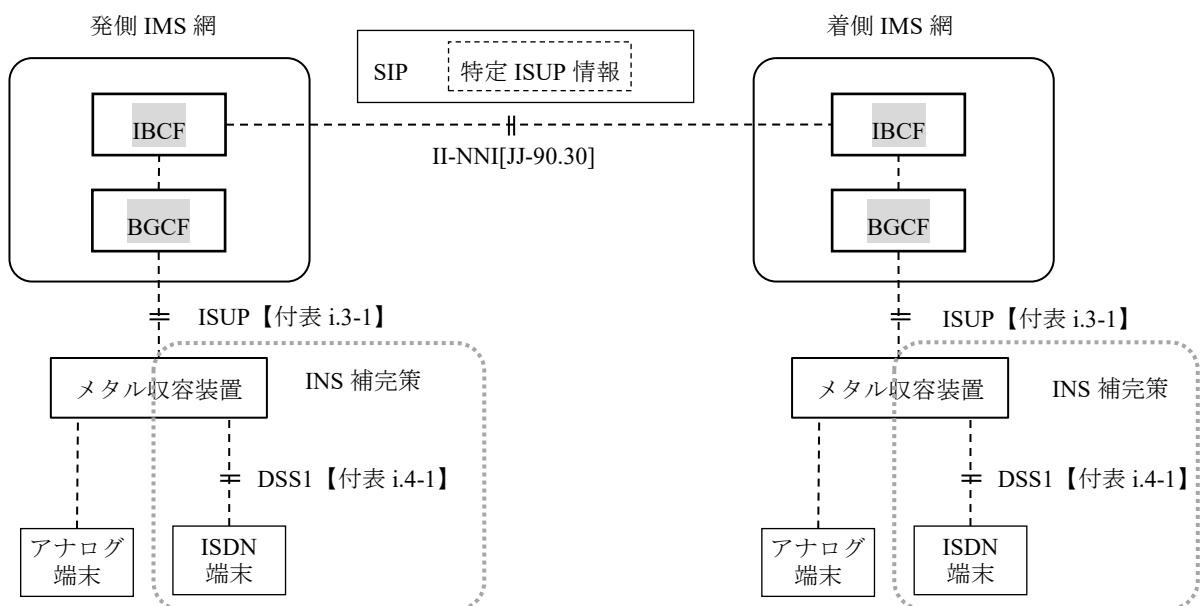 発側 IMS 網
着側 IMS 網
SIP
特定 ISUP 情報
IBCF
IBCF
II-NNI[JJ-90.30]
BGCF
BGCF
ISUP【付表 i.3-1】
ISUP【付表 i.3-1】
メタル収容装置
INS 補完策
メタル収容装置
INS 補完策
DSS1【付表 i.4-1】
DSS1【付表 i.4-1】
アナログ
端末
ISDN
端末
アナログ
端末
ISDN
端末